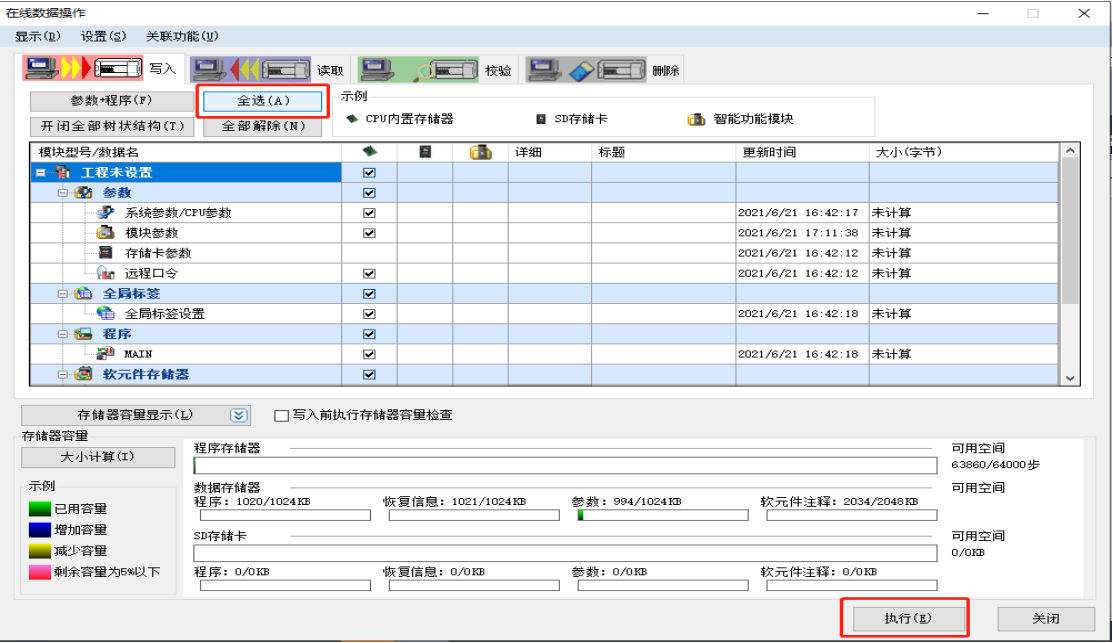 在线数据操作
显示(D) 设置(S) 关联功能(U)
写入 读取 校验 删除
参数+程序(F) 全选(A) 示例
开闭全部树状结构(T) 全部解除(N) CPU内置存储器 SD存储卡 智能功能模块
模块型号/数据名 详细 标题 更新时间 大小(字节)
工程未设置
参数
系统参数/CPU参数 2021/6/21 16:42:17 未计算
模块参数 2021/6/21 17:11:38 未计算
存储卡参数 2021/6/21 16:42:12 未计算
远程口令 2021/6/21 16:42:12 未计算
全局标签
全局标签设置 2021/6/21 16:42:18 未计算
程序
MAIN 2021/6/21 16:42:18 未计算
软元件存储器
存储器容量显示(L) 写入前执行存储器容量检查
存储器容量
大小计算(I) 程序存储器 可用空间
63860/64000步
示例 数据存储器 可用空间
程序: 1020/1024KB 恢复信息: 1021/1024KB 参数: 994/1024KB 软元件注释: 2034/2048KB
已用容量
增加容量 SD存储卡 可用空间
减少容量 0/0KB
剩余容量为5%以下 程序: 0/0KB 恢复信息: 0/0KB 参数: 0/0KB 软元件注释: 0/0KB
执行(E) 关闭